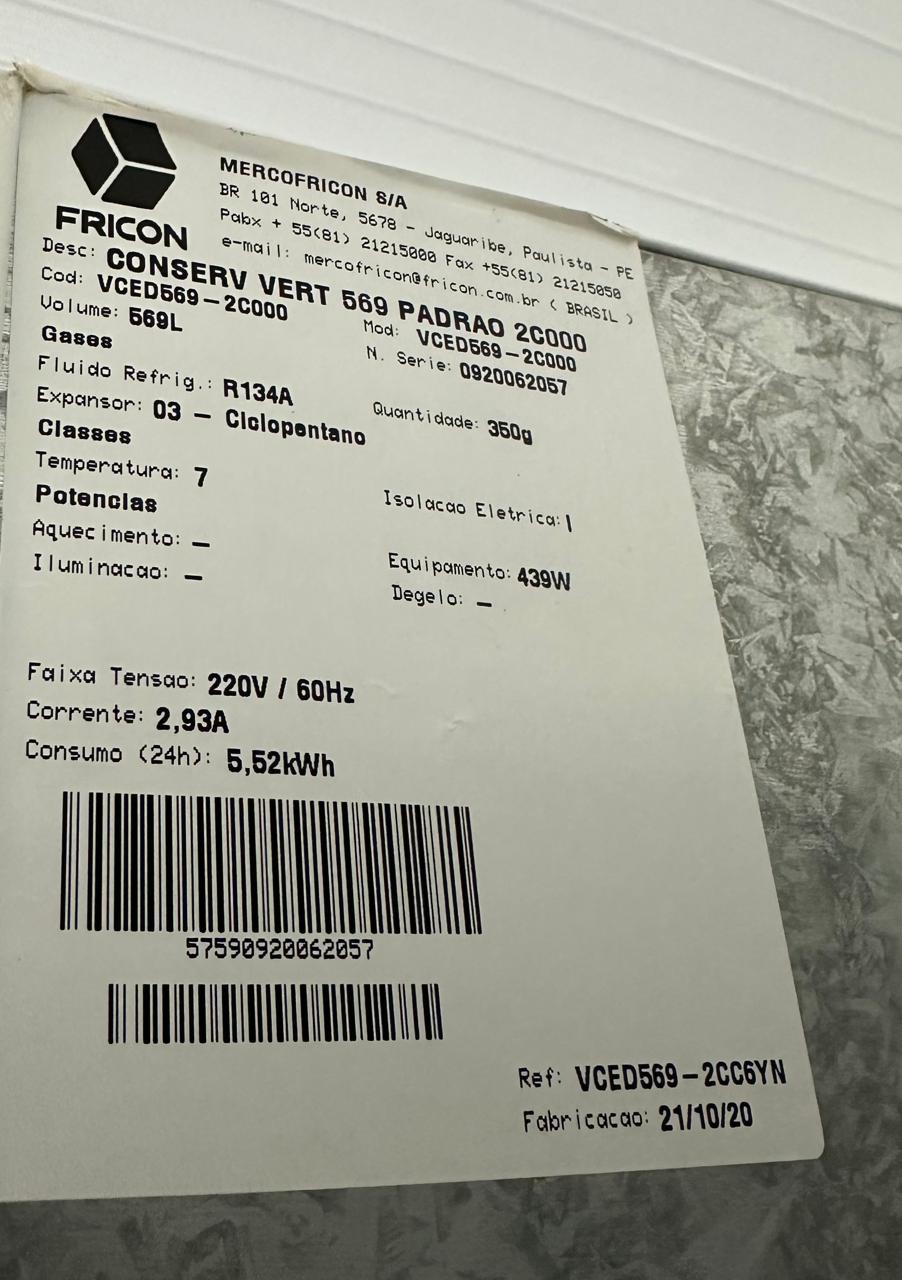 FRICON
MERCOFRICON S/A
BR 101 Norte, 5678 - Jaguaribe, Paulista - PE
Pabx + 55(81) 21215000 Fax +55(81) 21215050
e-mail: mercofricon@fricon.com.br ( BRASIL )
Desc: CONSERV VERT 569 PADRAO 2C000
Cod: VCED569-2C000 Mod: VCED569-2C000
Volume: 569L N. Serie: 0920062057
Gases
Fluido Refrig.: R134A Quantidade: 350g
Expansor: 03 - Ciclopentano
Classes
Temperatura: 7 Isolacao Eletrica: I
Potencias
Aquecimento: - Equipamento: 439W
Iluminacao: - Degelo: -
Faixa Tensao: 220V / 60Hz
Corrente: 2,93A
Consumo (24h): 5,52kWh
57590920062057
Ref: VCED569-2CC6YN
Fabricacao: 21/10/20